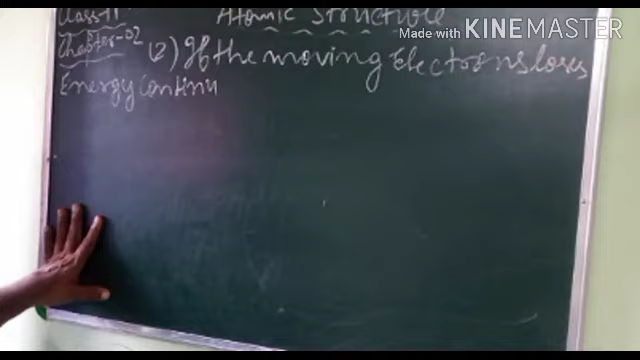 Class-11 Atomic Structure
Made with KINEMASTER
Chapter-02 (2) If the moving Electrons loses
Energy Continu